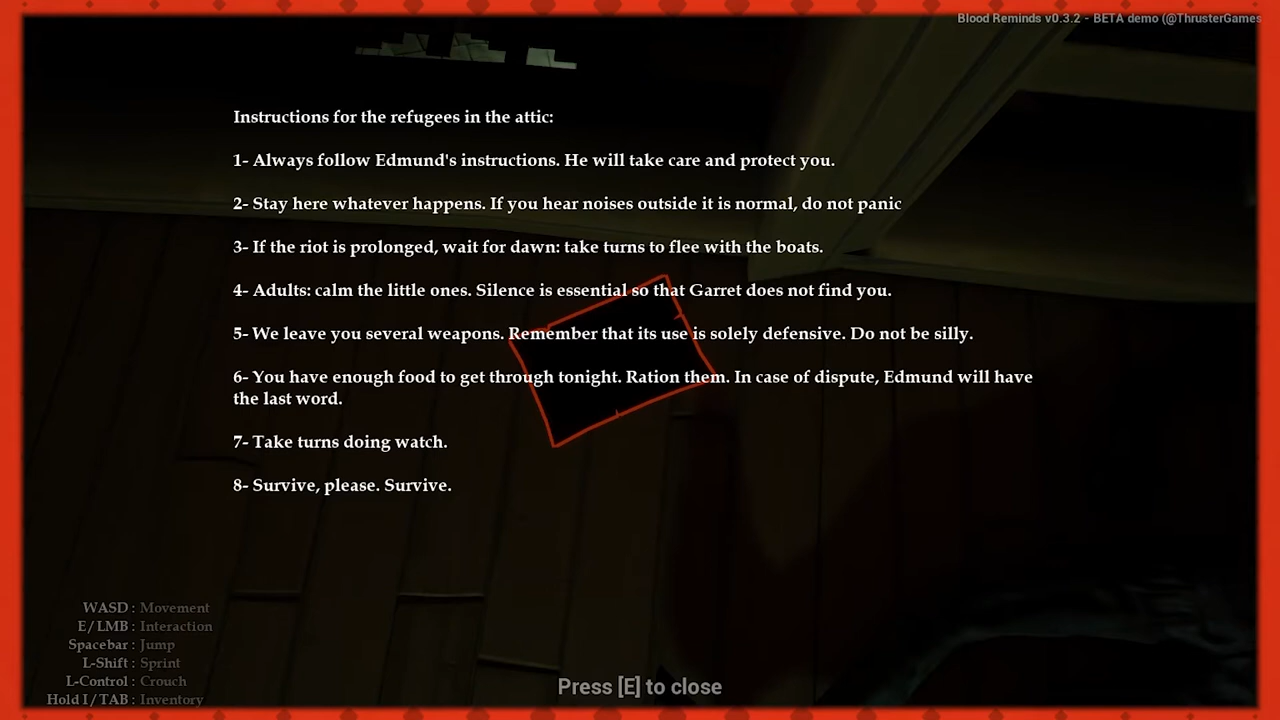 Blood Reminds v0.3.2 - BETA demo (@ThrusterGames
Instructions for the refugees in the attic:
1- Always follow Edmund's instructions. He will take care and protect you.
2- Stay here whatever happens. If you hear noises outside it is normal, do not panic
3- If the riot is prolonged, wait for dawn: take turns to flee with the boats.
4- Adults: calm the little ones. Silence is essential so that Garret does not find you.
5- We leave you several weapons. Remember that its use is solely defensive. Do not be silly.
6- You have enough food to get through tonight. Ration them. In case of dispute, Edmund will have
the last word.
7- Take turns doing watch.
8- Survive, please. Survive.
WASD : Movement
E/LMB : Interaction
Spacebar : Jump
L-Shift : Sprint
L-Control : Crouch
Hold I/TAB : Inventory
Press [E] to close